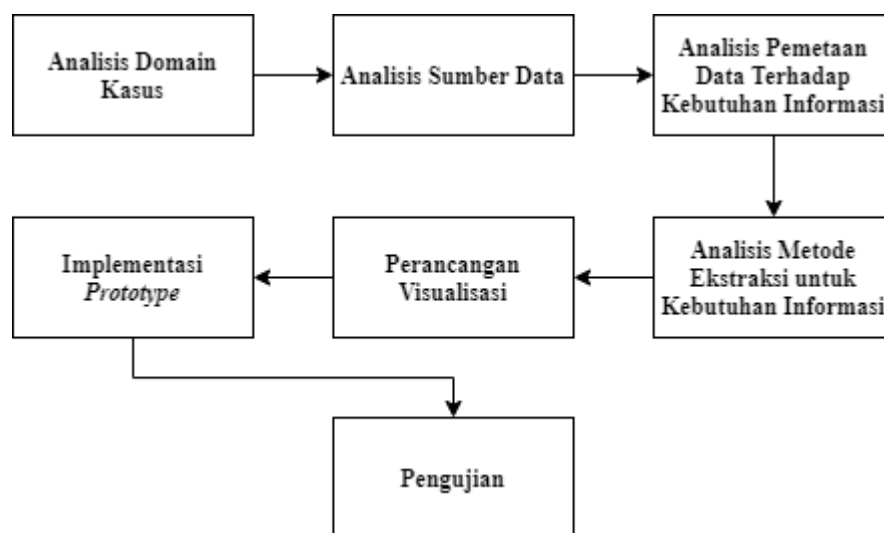 Analisis Domain
Kasus
Analisis Sumber Data
Analisis Pemetaan
Data Terhadap
Kebutuhan Informasi
Analisis Metode
Ekstraksi untuk
Kebutuhan Informasi
Perancangan
Visualisasi
Implementasi
Prototype
Pengujian